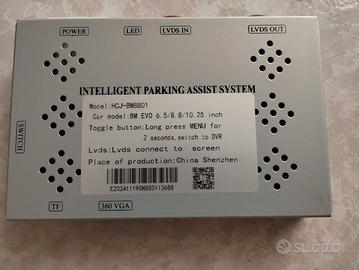 POWER
LED
LVDS IN
LVDS OUT
INTELLIGENT PARKING ASSIST SYSTEM
Model:HCJ-BM8801
Car model:BM EVO 6.5/8.8/10.25 inch
Toggle button:Long press MENU for
2 seconds,switch to DVR
Lvds:Lvds connect to screen
Place of production:China Shenzhen
E20241119GNS80113688
SWITCH
TF
360 VGA
subito